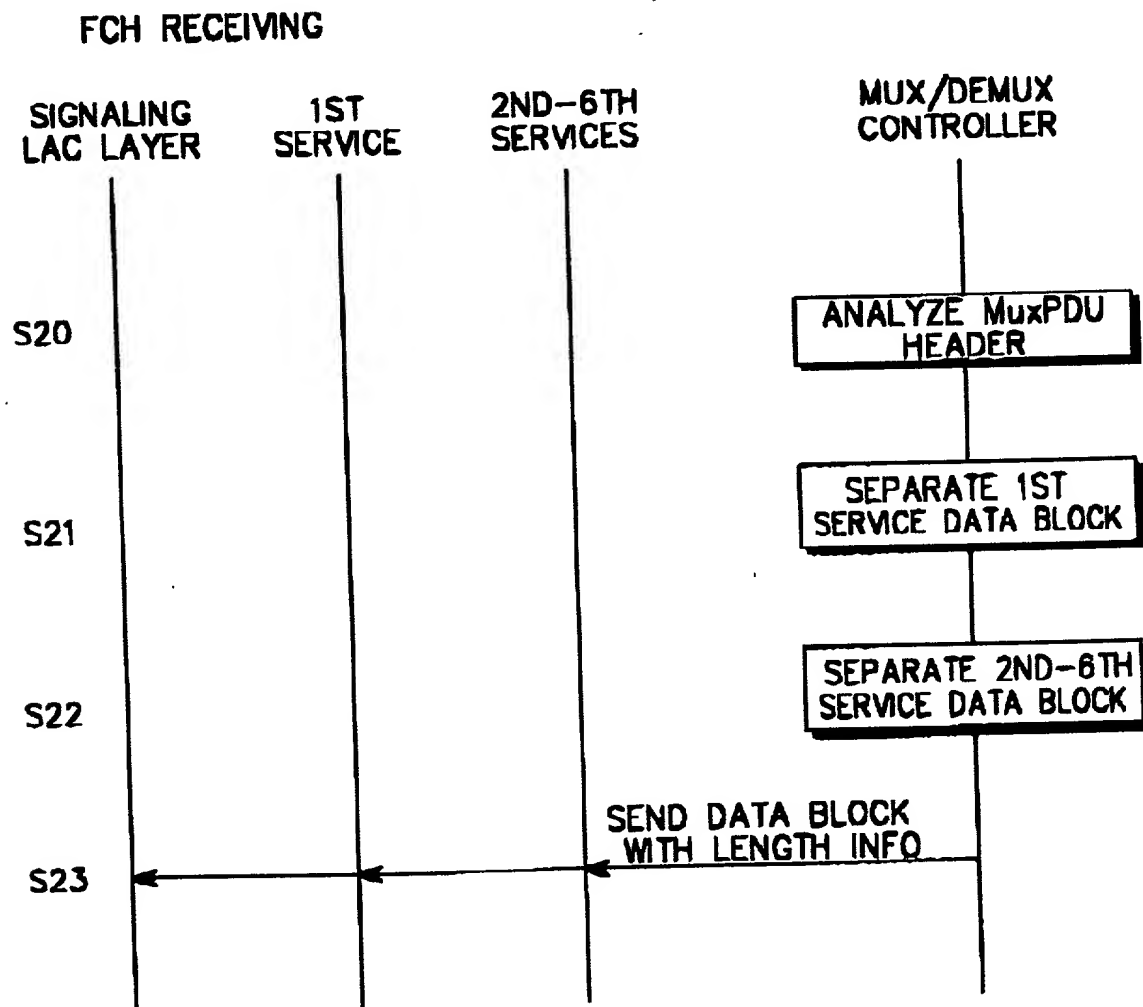 FCH RECEIVING
SIGNALING
LAC LAYER
1ST
SERVICE
2ND-6TH
SERVICES
MUX/DEMUX
CONTROLLER
S20
ANALYZE MuxPDU
HEADER
S21
SEPARATE 1ST
SERVICE DATA BLOCK
S22
SEPARATE 2ND-6TH
SERVICE DATA BLOCK
SEND DATA BLOCK
WITH LENGTH INFO
S23